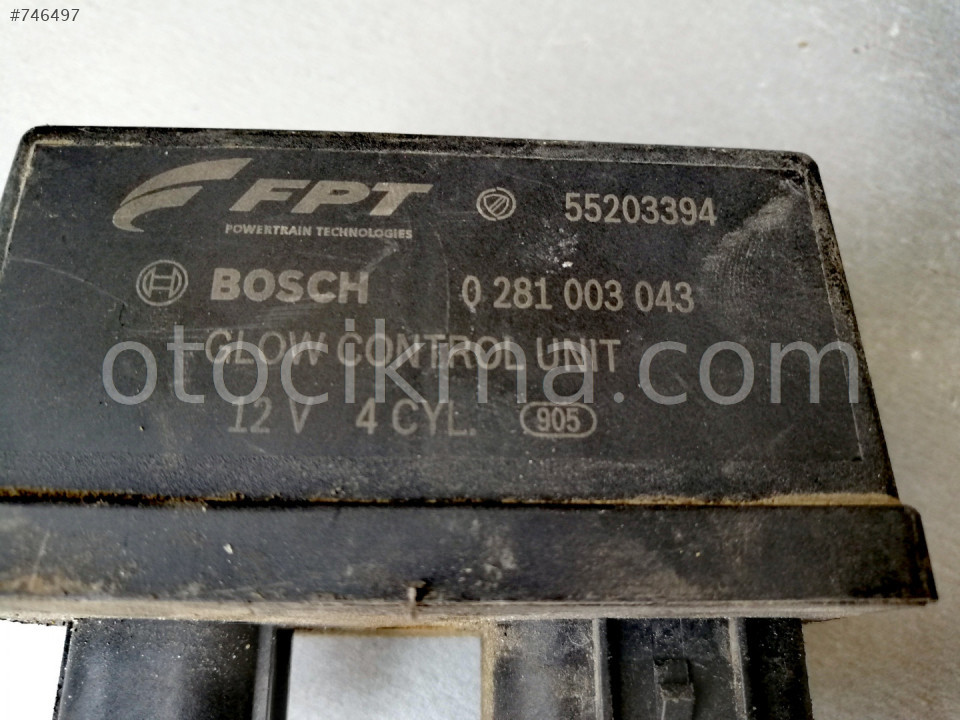 #746497
FPT 55203394
POWERTRAIN TECHNOLOGIES
BOSCH 0 281 003 043
GLOW CONTROL UNIT
otocikma.com
12 V 4 CYL. 905